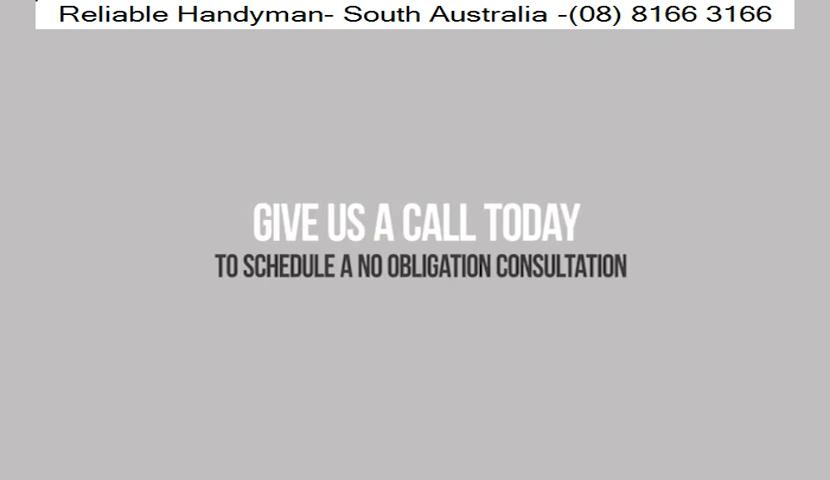 Reliable Handyman- South Australia -(08) 8166 3166
GIVE US A CALL TODAY
TO SCHEDULE A NO OBLIGATION CONSULTATION